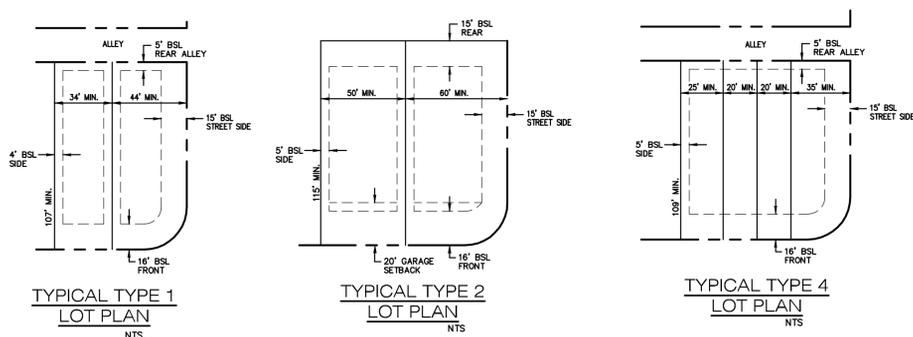 ALLEY
5' BSL
REAR ALLEY
34' MIN.
44' MIN.
15' BSL
STREET SIDE
4' BSL
SIDE
107' MIN.
16' BSL
FRONT
TYPICAL TYPE 1
LOT PLAN
NTS
15' BSL
REAR
50' MIN.
60' MIN.
15' BSL
STREET SIDE
5' BSL
SIDE
115' MIN.
20' GARAGE
SETBACK
16' BSL
FRONT
TYPICAL TYPE 2
LOT PLAN
NTS
ALLEY
5' BSL
REAR ALLEY
25' MIN.
20' MIN.
20' MIN.
35' MIN.
15' BSL
STREET SIDE
5' BSL
SIDE
109' MIN.
16' BSL
FRONT
TYPICAL TYPE 4
LOT PLAN
NTS